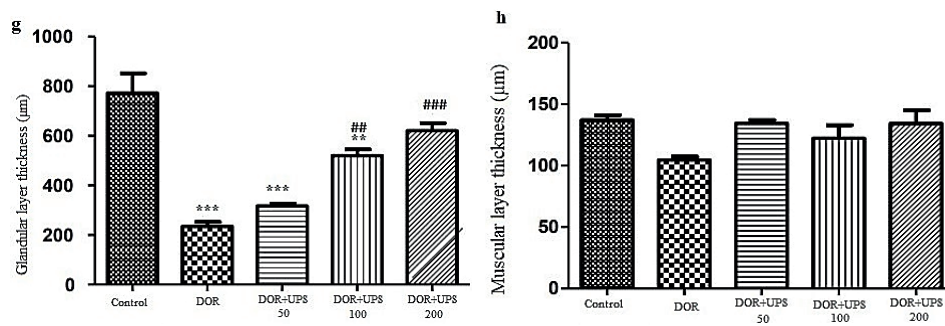 g
1000
800
600
400
200
0
Glandular layer thickness (µm)
***
***
##
**
###
Control
DOR
DOR+UPS
50
DOR+UPS
100
DOR+UPS
200
h
200
150
100
50
0
Muscular layer thickness (µm)
Control
DOR
DOR+UPS
50
DOR+UPS
100
DOR+UPS
200